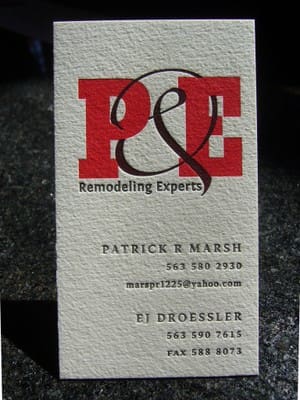 P&E
Remodeling Experts
PATRICK R MARSH
563 580 2930
marspr1225@yahoo.com
EJ DROESSLER
563 590 7615
FAX 588 8073